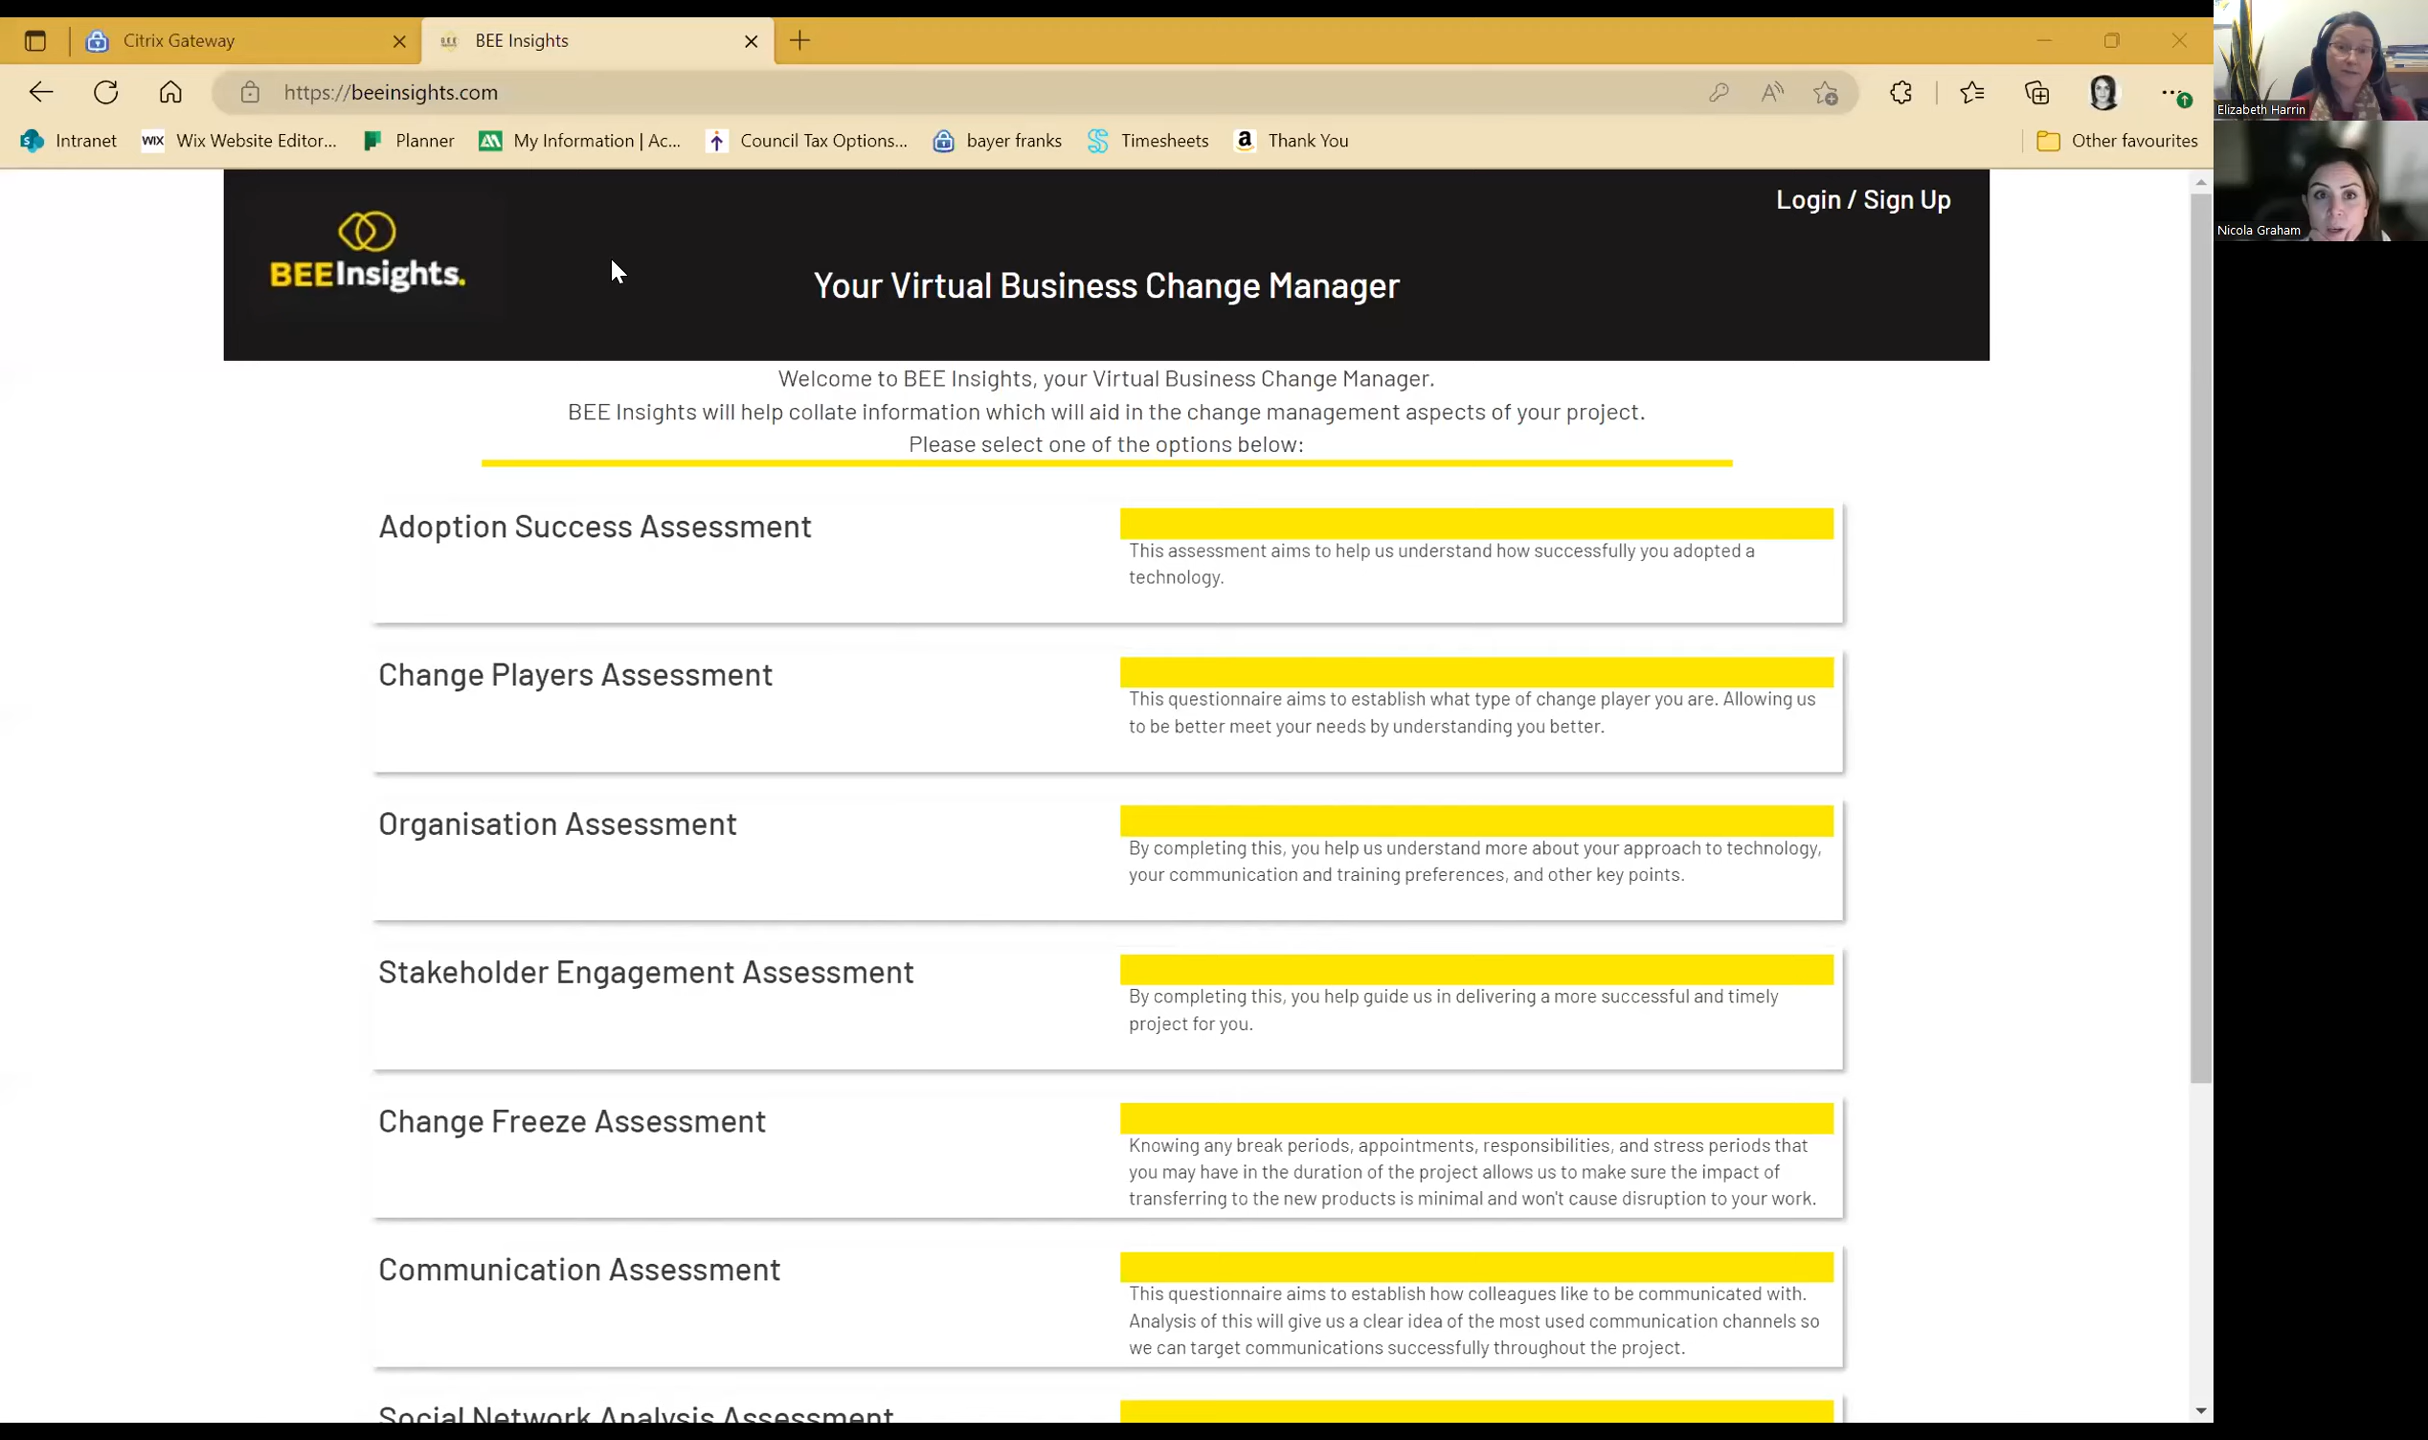 Citrix Gateway
BEE Insights
https://beeinsights.com
Intranet
WIX Wix Website Editor...
Planner
My Information | Ac...
Council Tax Options...
bayer franks
Timesheets
a Thank You
Other favourites
Elizabeth Harrin
Nicola Graham
Login / Sign Up
BEEInsights.
Your Virtual Business Change Manager
Welcome to BEE Insights, your Virtual Business Change Manager.
BEE Insights will help collate information which will aid in the change management aspects of your project.
Please select one of the options below:
Adoption Success Assessment
This assessment aims to help us understand how successfully you adopted a
technology.
Change Players Assessment
This questionnaire aims to establish what type of change player you are. Allowing us
to be better meet your needs by understanding you better.
Organisation Assessment
By completing this, you help us understand more about your approach to technology,
your communication and training preferences, and other key points.
Stakeholder Engagement Assessment
By completing this, you help guide us in delivering a more successful and timely
project for you.
Change Freeze Assessment
Knowing any break periods, appointments, responsibilities, and stress periods that
you may have in the duration of the project allows us to make sure the impact of
transferring to the new products is minimal and won't cause disruption to your work.
Communication Assessment
This questionnaire aims to establish how colleagues like to be communicated with.
Analysis of this will give us a clear idea of the most used communication channels so
we can target communications successfully throughout the project.
Social Network Analysis Assessment